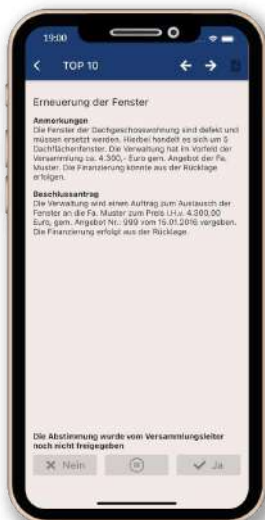 19:00
TOP 10
Erneuerung der Fenster
Anmerkungen
Die Fenster der Dachgeschosswohnung sind defekt und
müssen ersetzt werden. Hierbei handelt es sich um 5
Dachflächenfenster. Die Verwaltung hat im Vorfeld der
Versammlung ca. 4.300,- Euro gem. Angebot der Fa.
Muster. Die Finanzierung könnte aus der Rücklage
erfolgen.
Beschlussantrag
Die Verwaltung wird einen Auftrag zum Austausch der
Fenster an die Fa. Muster zum Preis i.H.v. 4.300,00
Euro, gem. Angebot Nr.: 999 vom 15.01.2016 vergeben.
Die Finanzierung erfolgt aus der Rücklage.
Die Abstimmung wurde vom Versammlungsleiter
noch nicht freigegeben
Nein
Ja